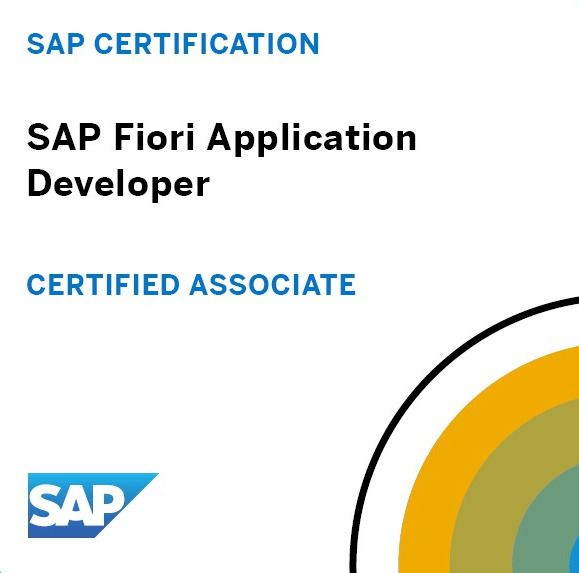 SAP CERTIFICATION
SAP Fiori Application
Developer
CERTIFIED ASSOCIATE
SAP